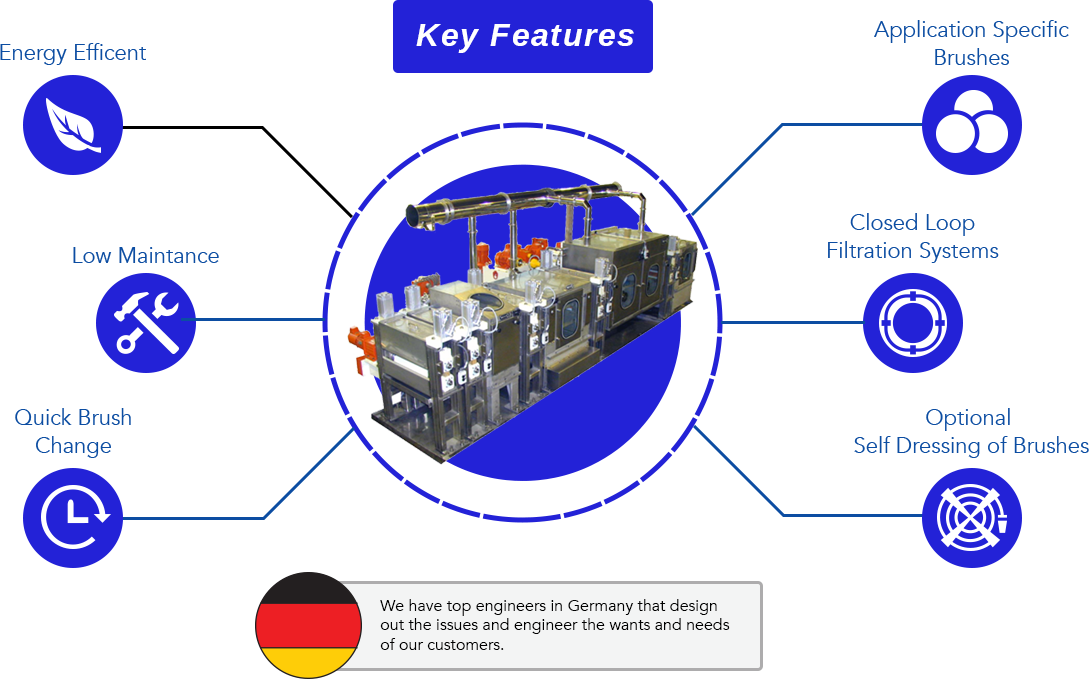 Key Features
Energy Efficent
Application Specific
Brushes
Low Maintance
Closed Loop
Filtration Systems
Quick Brush
Change
Optional
Self Dressing of Brushes
We have top engineers in Germany that design
out the issues and engineer the wants and needs
of our customers.